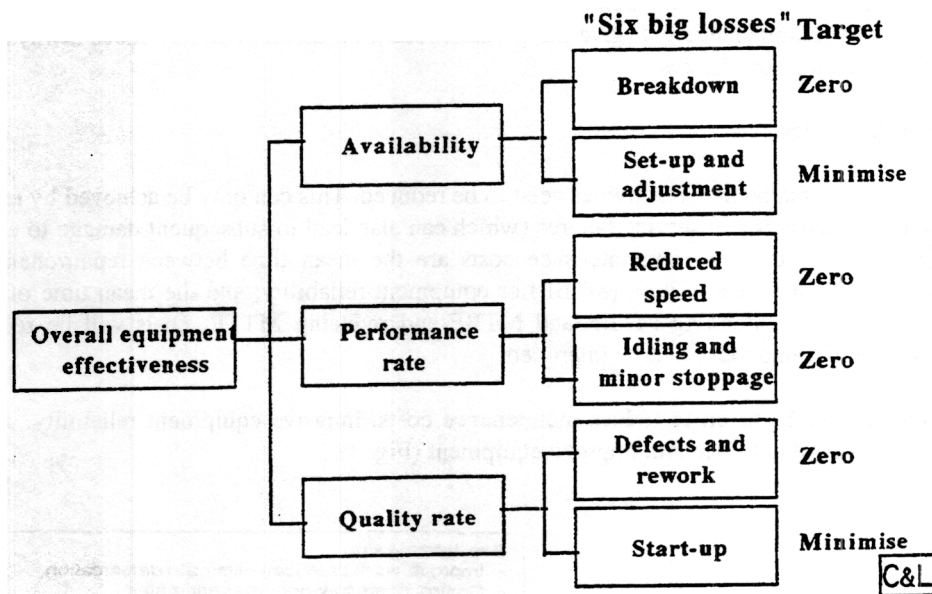 "Six big losses" Target
Breakdown Zero
Availability
Set-up and
adjustment Minimise
Reduced
speed Zero
Overall equipment
effectiveness
Perfomance
rate
Idling and
minor stoppage Zero
Defects and
rework Zero
Quality rate
Start-up Minimise
C&L